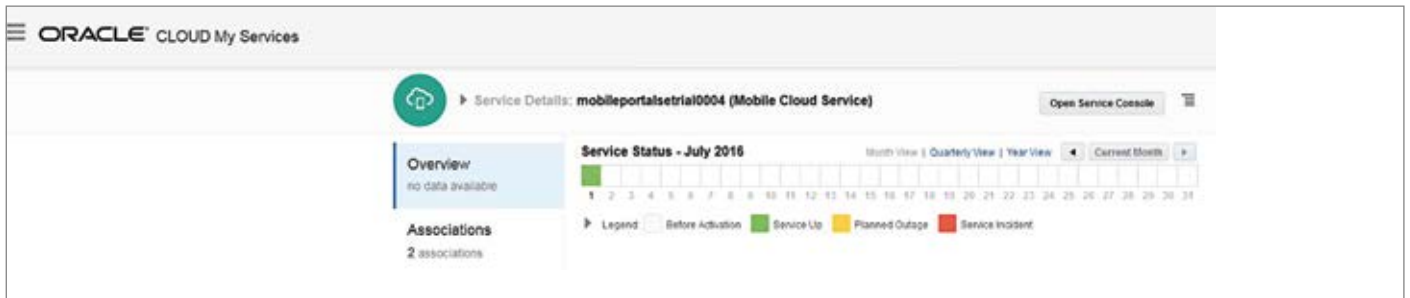 ORACLE® CLOUD My Services
Service Details: mobileportalsetrial0004 (Mobile Cloud Service)
Open Service Console
Overview
no data available
Associations
2 associations
Service Status - July 2016
Month View | Quarterly View | Year View
Current Month
1 2 3 4 5 6 7 8 9 10 11 12 13 14 15 16 17 18 19 20 21 22 23 24 25 26 27 28 29 30 31
Legend Before Activation Service Up Planned Outage Service Incident